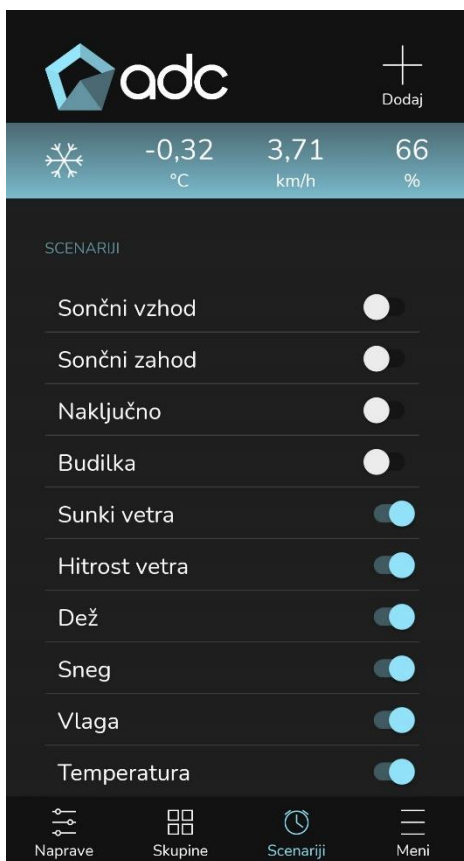 adc
Dodaj
-0,32 3,71 66
°C km/h %
SCENARIJI
Sončni vzhod
Sončni zahod
Naključno
Budilka
Sunki vetra
Hitrost vetra
Dež
Sneg
Vlaga
Temperatura
Naprave Skupine Scenariji Meni